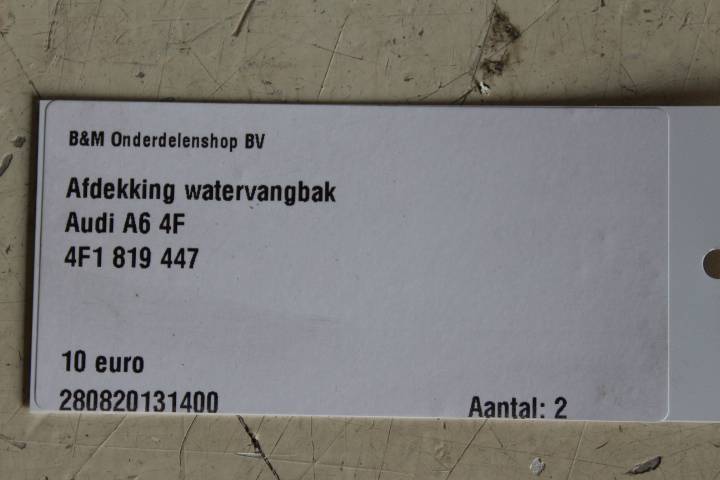 B&M Onderdelenshop BV
Afdekking watervangbak
Audi A6 4F
4F1 819 447
10 euro
280820131400
Aantal: 2